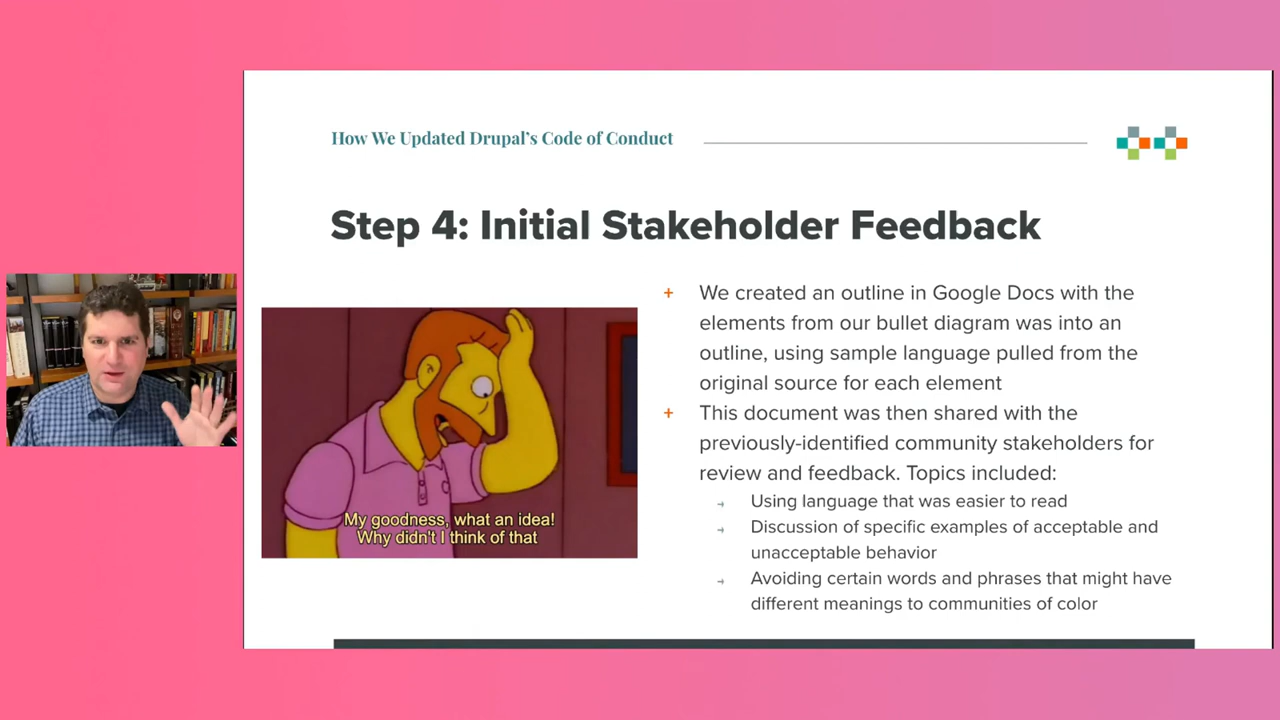 How We Updated Drupal's Code of Conduct
Step 4: Initial Stakeholder Feedback
+ We created an outline in Google Docs with the
elements from our bullet diagram was into an
outline, using sample language pulled from the
original source for each element
+ This document was then shared with the
previously-identified community stakeholders for
review and feedback. Topics included:
Using language that was easier to read
Discussion of specific examples of acceptable and
unacceptable behavior
Avoiding certain words and phrases that might have
different meanings to communities of color
My goodness, what an idea!
Why didn't I think of that